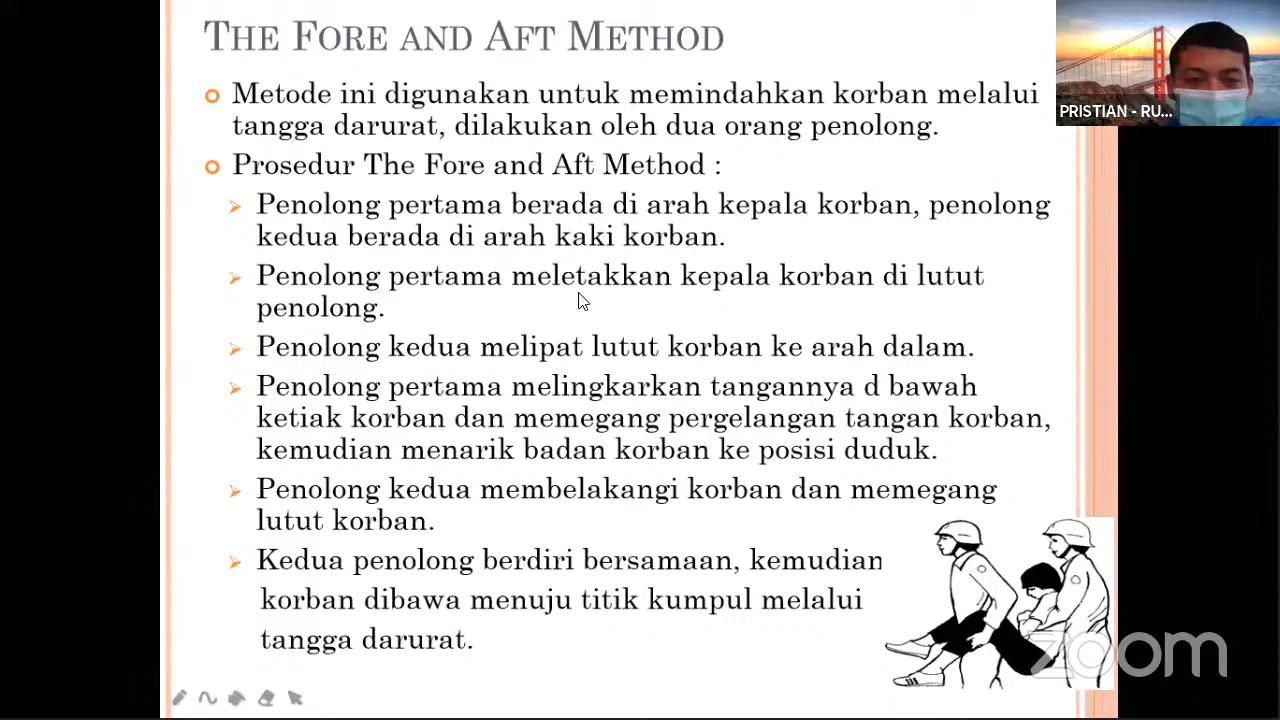 THE FORE AND AFT METHOD
Metode ini digunakan untuk memindahkan korban melalui
tangga darurat, dilakukan oleh dua orang penolong.
Prosedur The Fore and Aft Method :
Penolong pertama berada di arah kepala korban, penolong
kedua berada di arah kaki korban.
Penolong pertama meletakkan kepala korban di lutut
penolong.
Penolong kedua melipat lutut korban ke arah dalam.
Penolong pertama melingkarkan tangannya d bawah
ketiak korban dan memegang pergelangan tangan korban,
kemudian menarik badan korban ke posisi duduk.
Penolong kedua membelakangi korban dan memegang
lutut korban.
Kedua penolong berdiri bersamaan, kemudian
korban dibawa menuju titik kumpul melalui
tangga darurat.
PRISTIAN - RU...
zoom